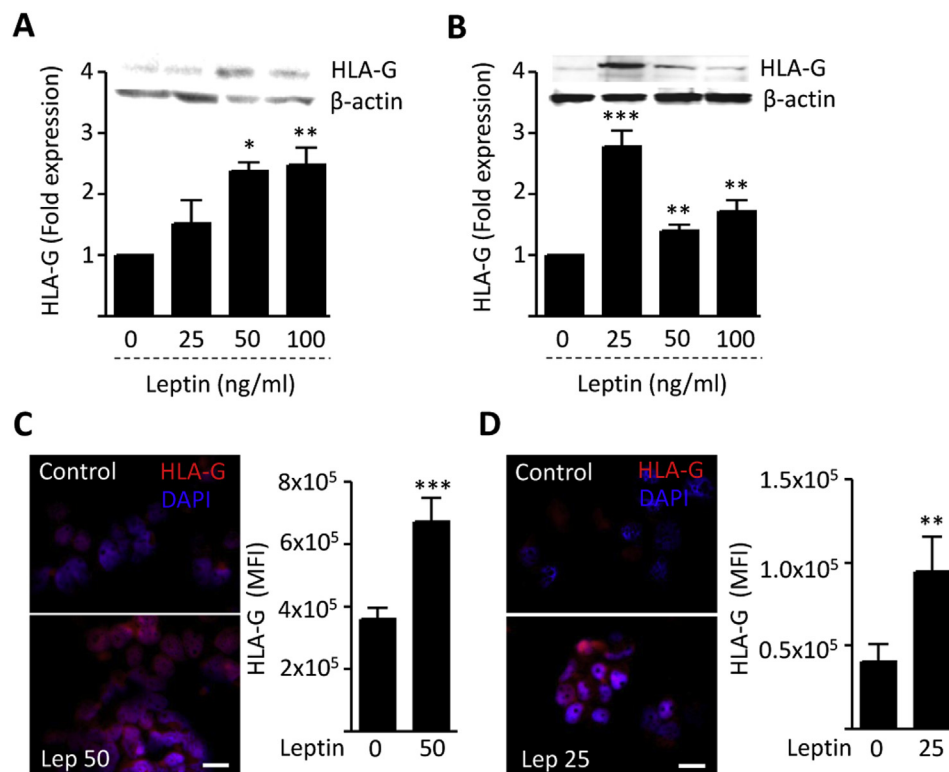 A
HLA-G (Fold expression)
4
3
2
1
HLA-G
β-actin
*
**
0 25 50 100
Leptin (ng/ml)
B
HLA-G (Fold expression)
4
3
2
1
HLA-G
β-actin
***
**
**
0 25 50 100
Leptin (ng/ml)
C
Control HLA-G
DAPI
Lep 50
HLA-G (MFI)
8x10⁵
6x10⁵
4x10⁵
2x10⁵
***
Leptin 0 50
D
Control HLA-G
DAPI
Lep 25
HLA-G (MFI)
1.5x10⁵
1.0x10⁵
0.5x10⁵
**
Leptin 0 25